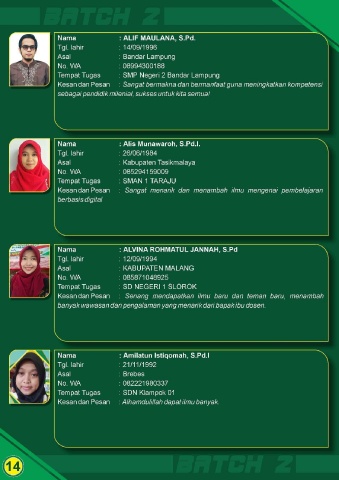 BATCH 2
Nama : ALIF MAULANA, S.Pd.
Tgl. lahir : 14/09/1996
Asal : Bandar Lampung
No. WA : 08994300188
Tempat Tugas : SMP Negeri 2 Bandar Lampung
Kesan dan Pesan : Sangat bermakna dan bermanfaat guna meningkatkan kompetensi
sebagai pendidik milenial, sukses untuk kita semua!
Nama : Alis Munawaroh, S.Pd.I.
Tgl. lahir : 26/06/1984
Asal : Kabupaten Tasikmalaya
No. WA : 085294159009
Tempat Tugas : SMAN 1 TARAJU
Kesan dan Pesan : Sangat menarik dan menambah ilmu mengenai pembelajaran
berbasis digital
Nama : ALVINA ROHMATUL JANNAH, S.Pd
Tgl. lahir : 12/09/1994
Asal : KABUPATEN MALANG
No. WA : 085871048925
Tempat Tugas : SD NEGERI 1 SLOROK
Kesan dan Pesan : Senang mendapatkan ilmu baru dan teman baru, menambah
banyak wawasan dan pengalaman yang menarik dari bapak ibu dosen.
Nama : Amilatun Istiqomah, S.Pd.I
Tgl. lahir : 21/11/1992
Asal : Brebes
No. WA : 082221980337
Tempat Tugas : SDN Klampok 01
Kesan dan Pesan : Alhamdulillah dapat ilmu banyak.
14
BATCH 2